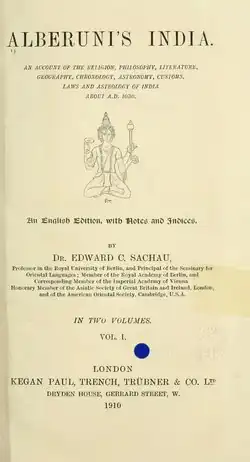 ALBERUNI'S INDIA.
AN ACCOUNT OF THE RELIGION, PHILOSOPHY, LITERATURE,
GEOGRAPHY, CHRONOLOGY, ASTRONOMY, CUSTOMS,
LAWS AND ASTROLOGY OF INDIA
ABOUT A.D. 1030.
An English Edition, with Notes and Indices.
BY
DR. EDWARD C. SACHAU,
Professor in the Royal University of Berlin, and Principal of the Seminary for
Oriental Languages; Member of the Royal Academy of Berlin, and
Corresponding Member of the Imperial Academy of Vienna
Honorary Member of the Asiatic Society of Great Britain and Ireland, London,
and of the American Oriental Society, Cambridge, U.S.A.
IN TWO VOLUMES.
VOL. I.
LONDON
KEGAN PAUL, TRENCH, TRÜBNER & CO. LTD
DRYDEN HOUSE, GERRARD STREET, W.
1910